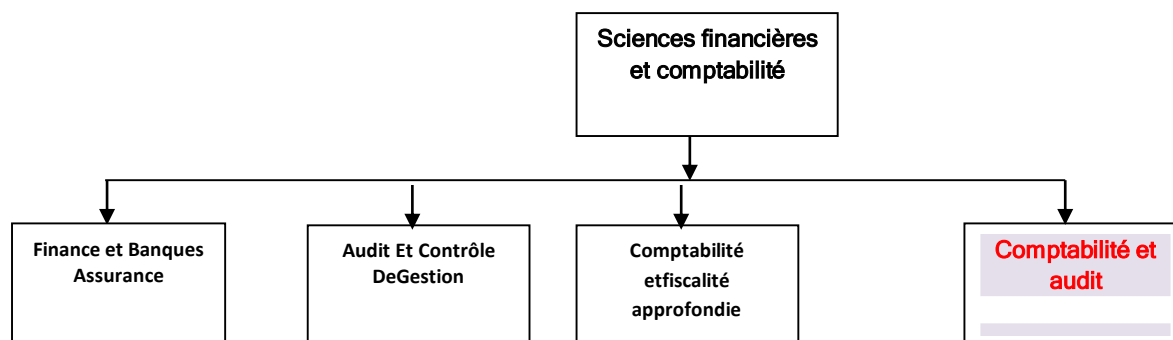 Sciences financières
et comptabilité
Finance et Banques
Assurance
Audit Et Contrôle
DeGestion
Comptabilité
etfiscalité
approfondie
Comptabilité et
audit